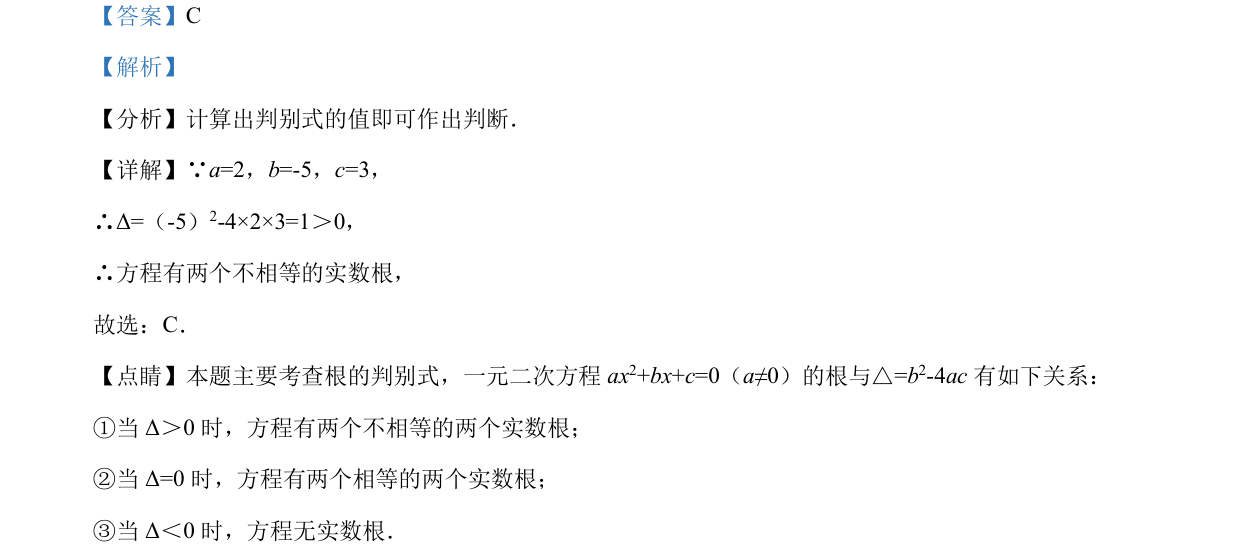 【答案】C
【解析】
【分析】计算出判别式的值即可作出判断．
【详解】∵a=2，b=-5，c=3，
∴Δ=（-5）²-4×2×3=1＞0，
∴方程有两个不相等的实数根，
故选：C．
【点睛】本题主要考查根的判别式，一元二次方程 ax²+bx+c=0（a≠0）的根与△=b²-4ac 有如下关系：
①当 Δ＞0 时，方程有两个不相等的两个实数根；
②当 Δ=0 时，方程有两个相等的两个实数根；
③当 Δ＜0 时，方程无实数根．